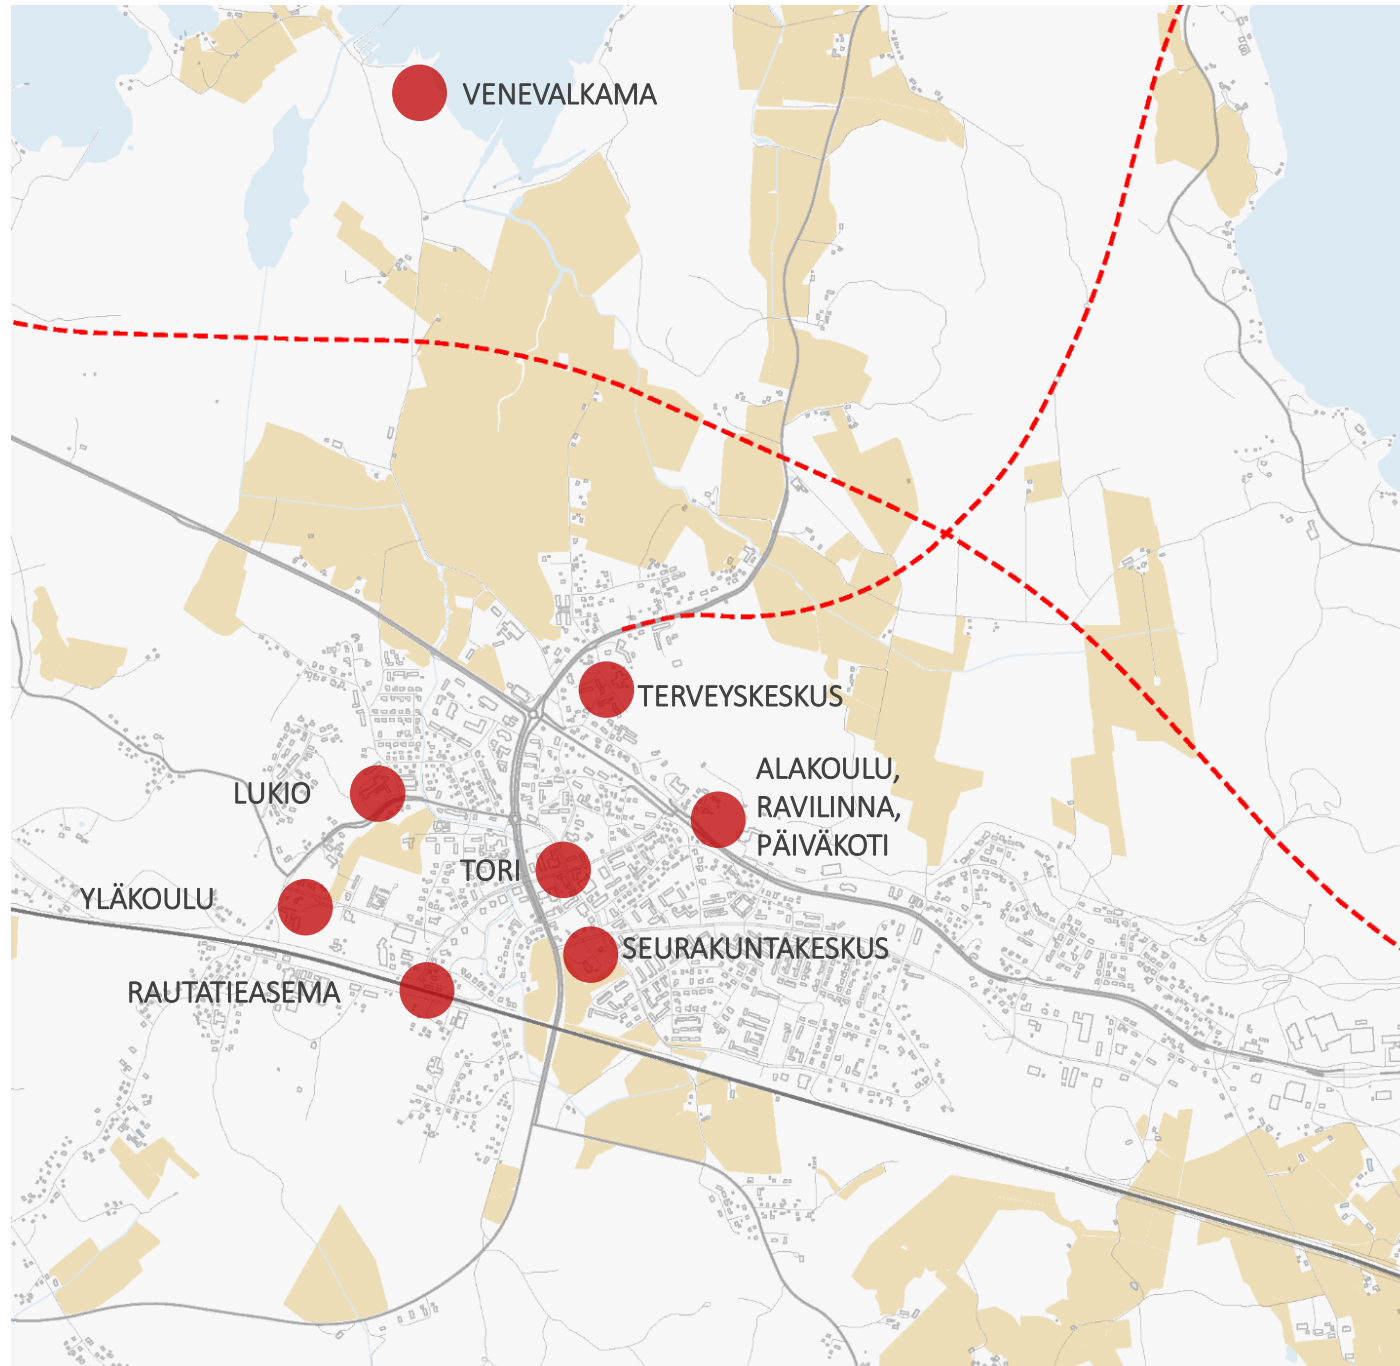 VENEVALKAMA
TERVEYSKESKUS
ALAKOULU,
RAVILINNA,
PÄIVÄKOTI
LUKIO
TORI
YLÄKOULU
SEURAKUNTAKESKUS
RAUTATIEASEMA